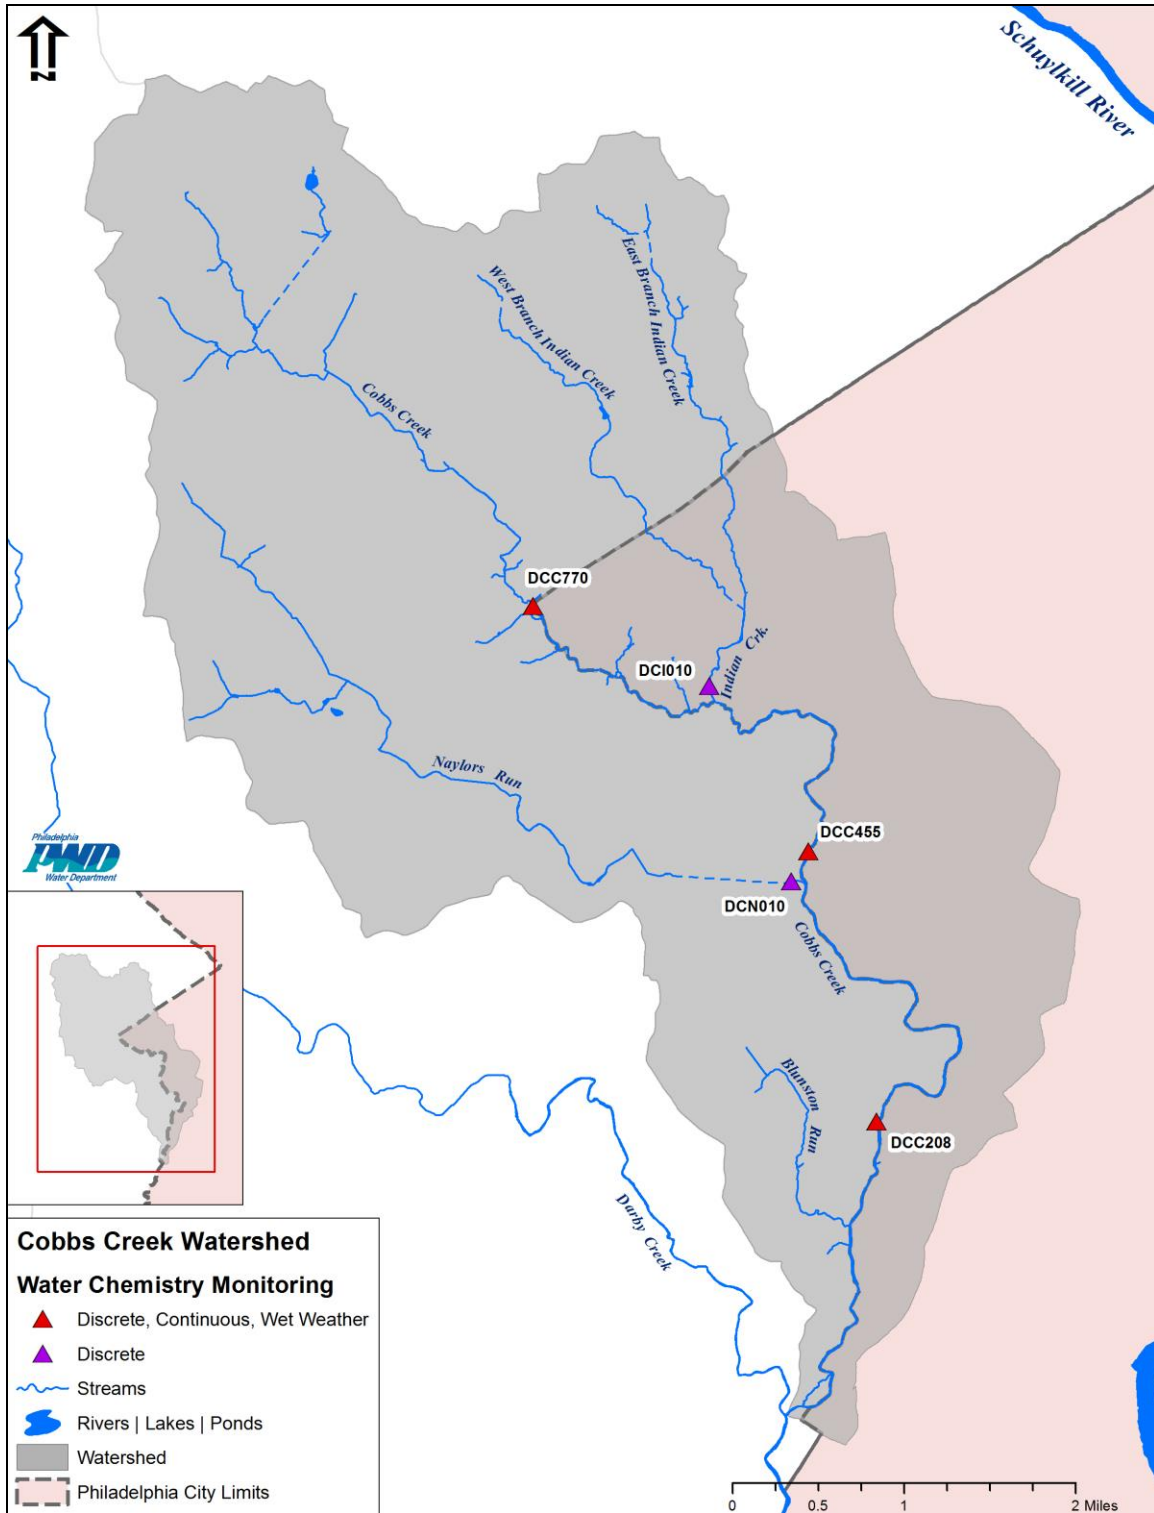 N
Schuylkill River
East Branch Indian Creek
West Branch Indian Creek
Cobbs Creek
DCC770
DCI010
Indian Crk.
Naylors Run
DCC455
DCN010
Cobbs Creek
Philadelphia
PWD
Water Department
Blunston Run
DCC208
Darby Creek
Cobbs Creek Watershed
Water Chemistry Monitoring
Discrete, Continuous, Wet Weather
Discrete
Streams
Rivers | Lakes | Ponds
Watershed
Philadelphia City Limits
0 0.5 1 2 Miles